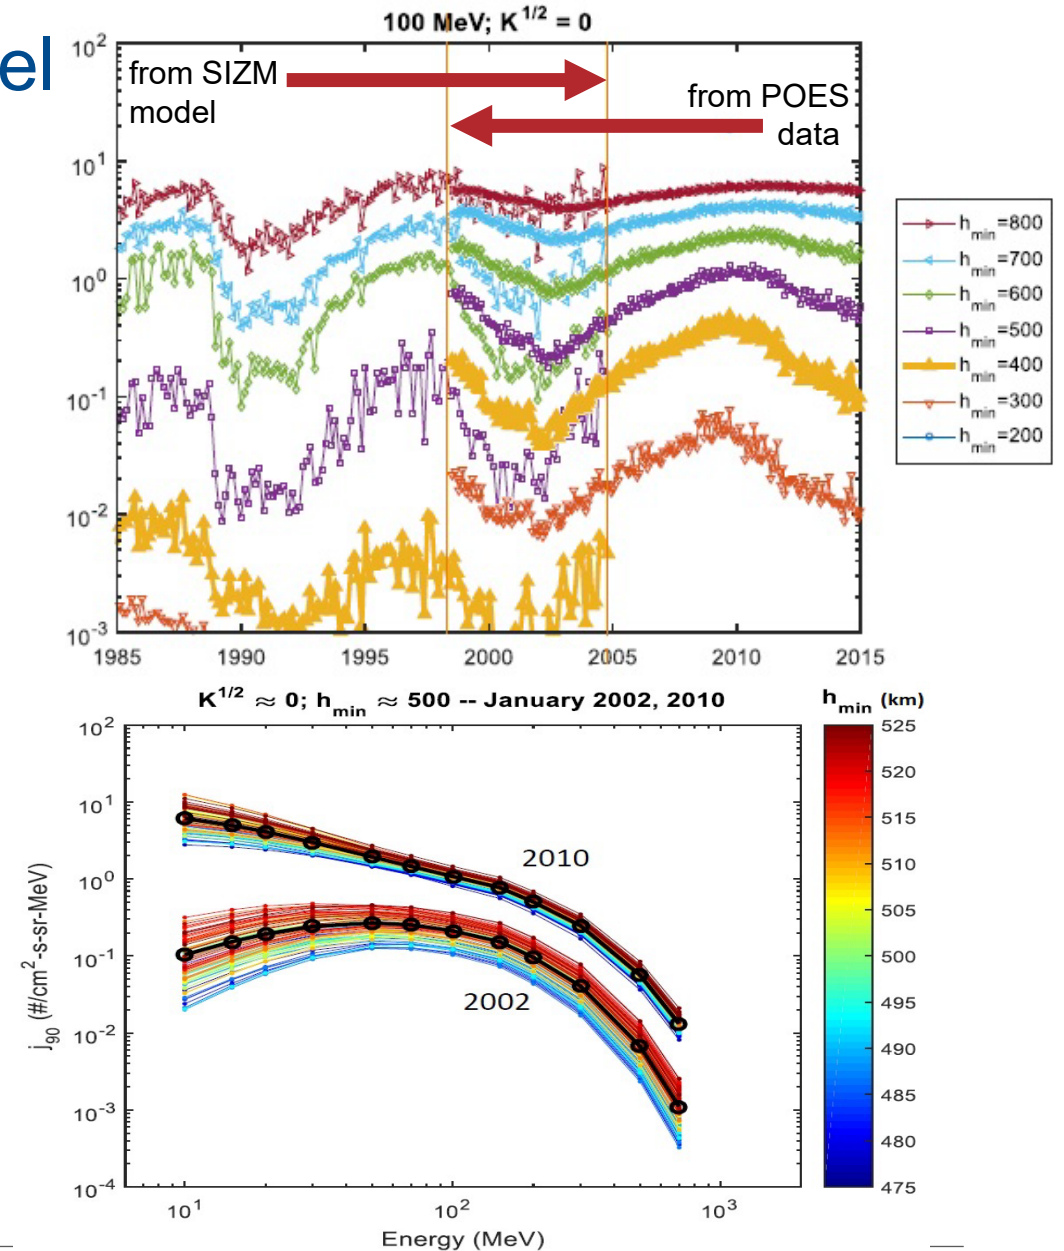 el
100 MeV; K^1/2 = 0
from SIZM
model
from POES
data
10^2
10^1
10^0
10^-1
10^-2
10^-3
1985 1990 1995 2000 2005 2010 2015
h_min=800
h_min=700
h_min=600
h_min=500
h_min=400
h_min=300
h_min=200
K^1/2 ≈ 0; h_min ≈ 500 -- January 2002, 2010
h_min (km)
10^2
10^1
10^0
10^-1
10^-2
10^-3
10^-4
j_90 (#/cm^2-s-sr-MeV)
2010
2002
10^1 10^2 10^3
Energy (MeV)
525
520
515
510
505
500
495
490
485
480
475